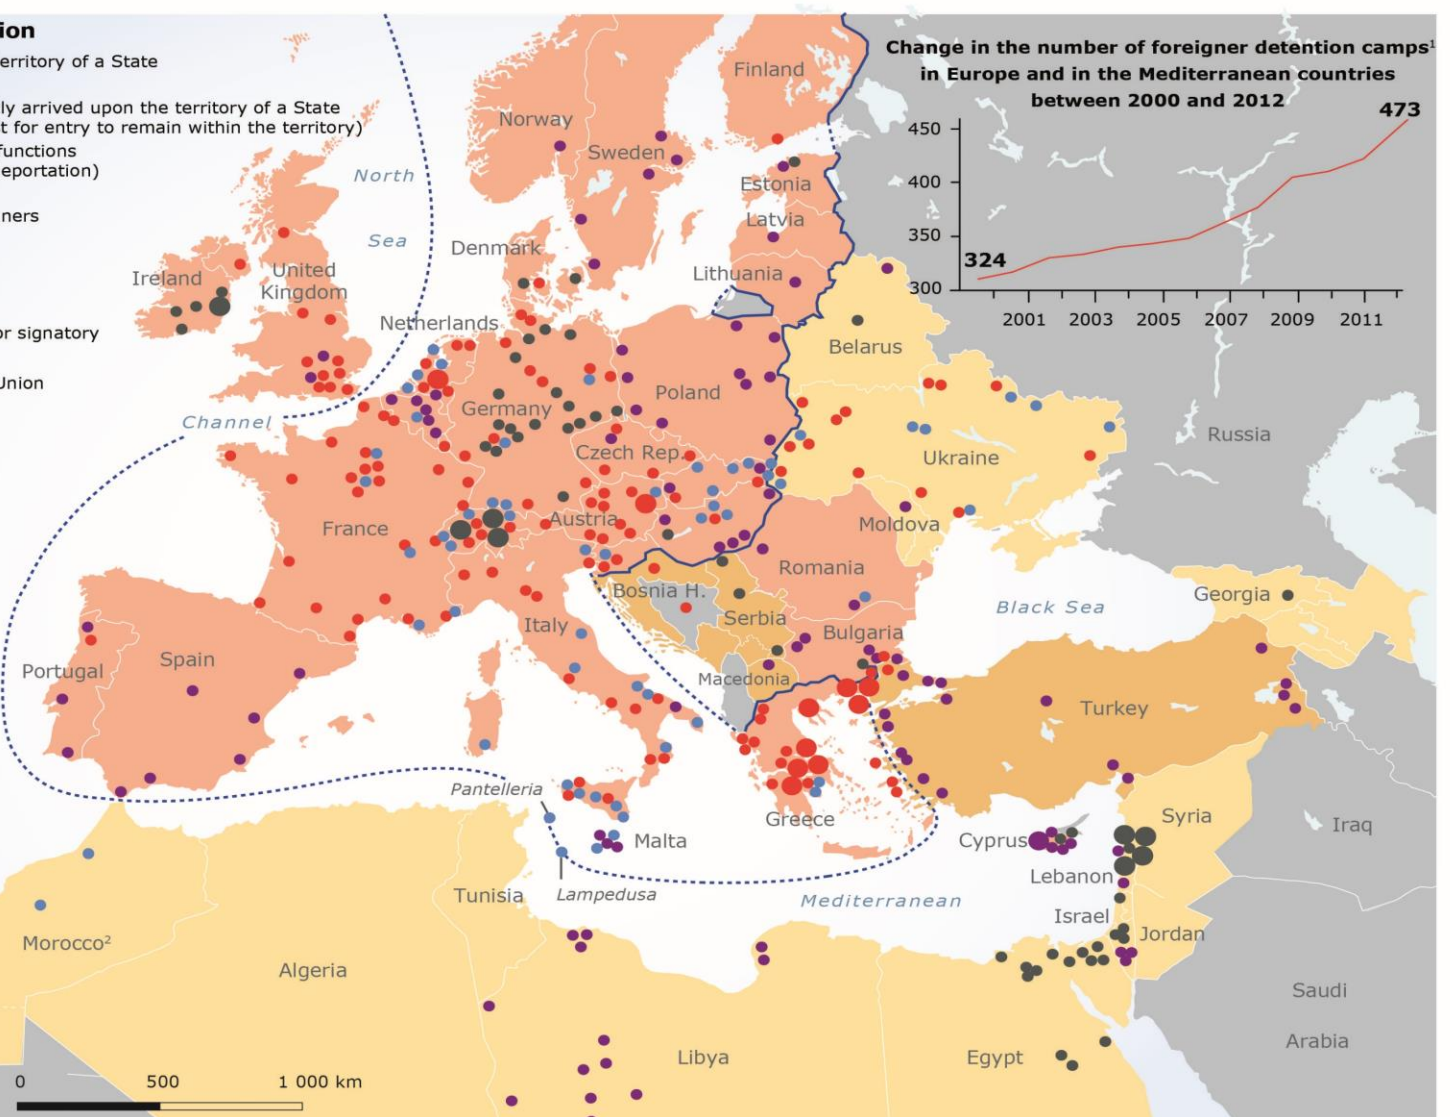 ion
erritory of a State
ly arrived upon the territory of a State
t for entry to remain within the territory)
functions
eportation)
ners
or signatory
Union
Change in the number of foreigner detention camps¹
in Europe and in the Mediterranean countries
between 2000 and 2012
473
450
400
350
324
300
2001 2003 2005 2007 2009 2011
Finland
Norway
Sweden
North
Sea
Estonia
Latvia
Denmark
Lithuania
Ireland
United
Kingdom
Netherlands
Belarus
Poland
Germany
Channel
Russia
Czech Rep.
Ukraine
France
Austria
Moldova
Romania
Bosnia H.
Georgia
Black Sea
Serbia
Italy
Bulgaria
Spain
Portugal
Macedonia
Turkey
Pantelleria
Greece
Syria
Iraq
Malta
Cyprus
Lebanon
Tunisia
Lampedusa
Mediterranean
Israel
Jordan
Morocco²
Algeria
Saudi
Arabia
Libya
Egypt
0 500 1 000 km